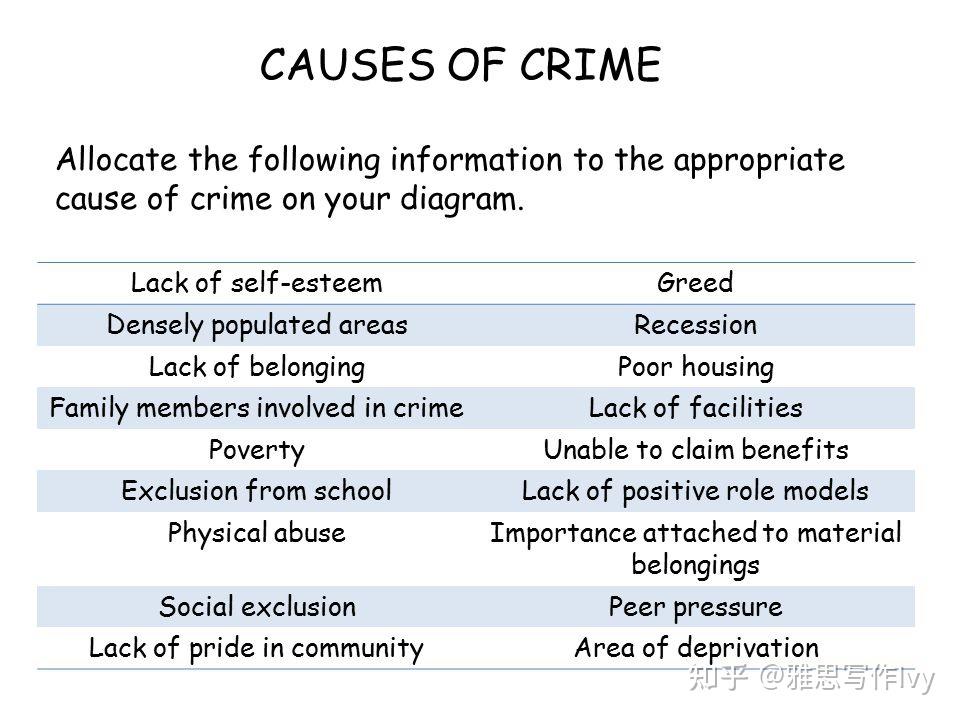 CAUSES OF CRIME
Allocate the following information to the appropriate
cause of crime on your diagram.
Lack of self-esteem Greed
Densely populated areas Recession
Lack of belonging Poor housing
Family members involved in crime Lack of facilities
Poverty Unable to claim benefits
Exclusion from school Lack of positive role models
Physical abuse Importance attached to material
belongings
Social exclusion Peer pressure
Lack of pride in community Area of deprivation
知乎 @雅思写作Ivy